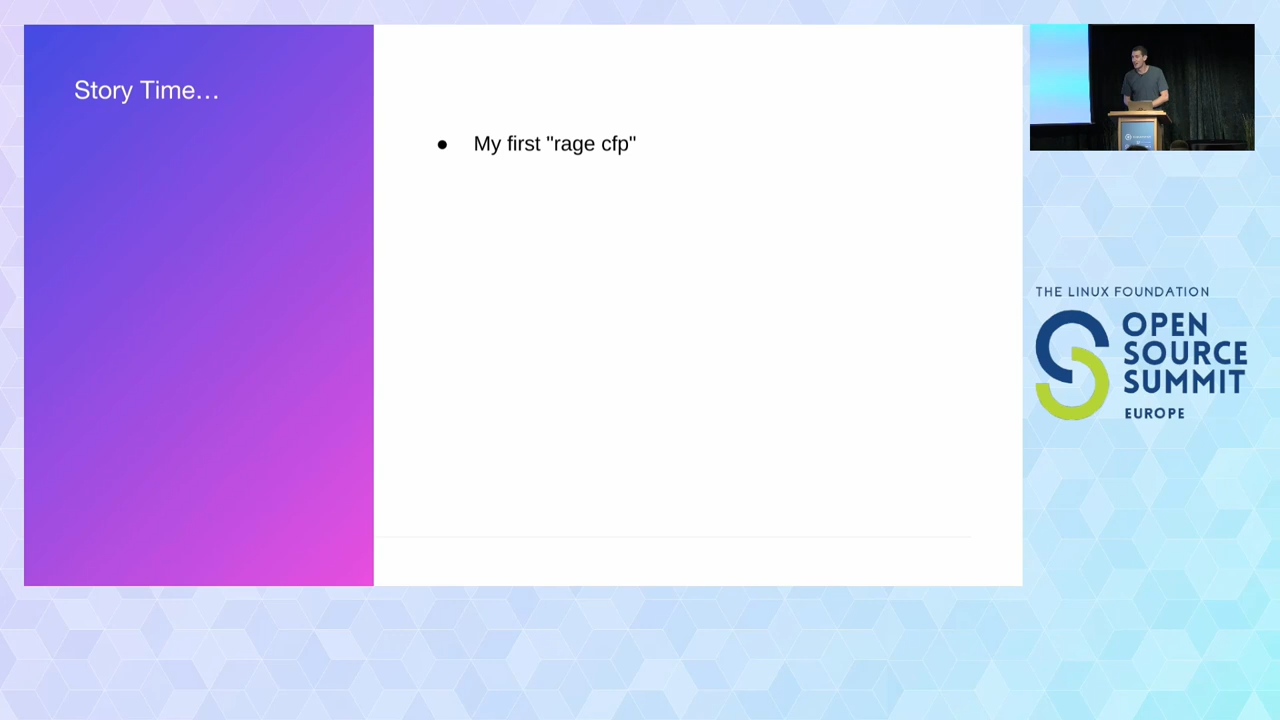 Story Time…
● My first "rage cfp"
THE LINUX FOUNDATION
OPEN
SOURCE
SUMMIT
EUROPE